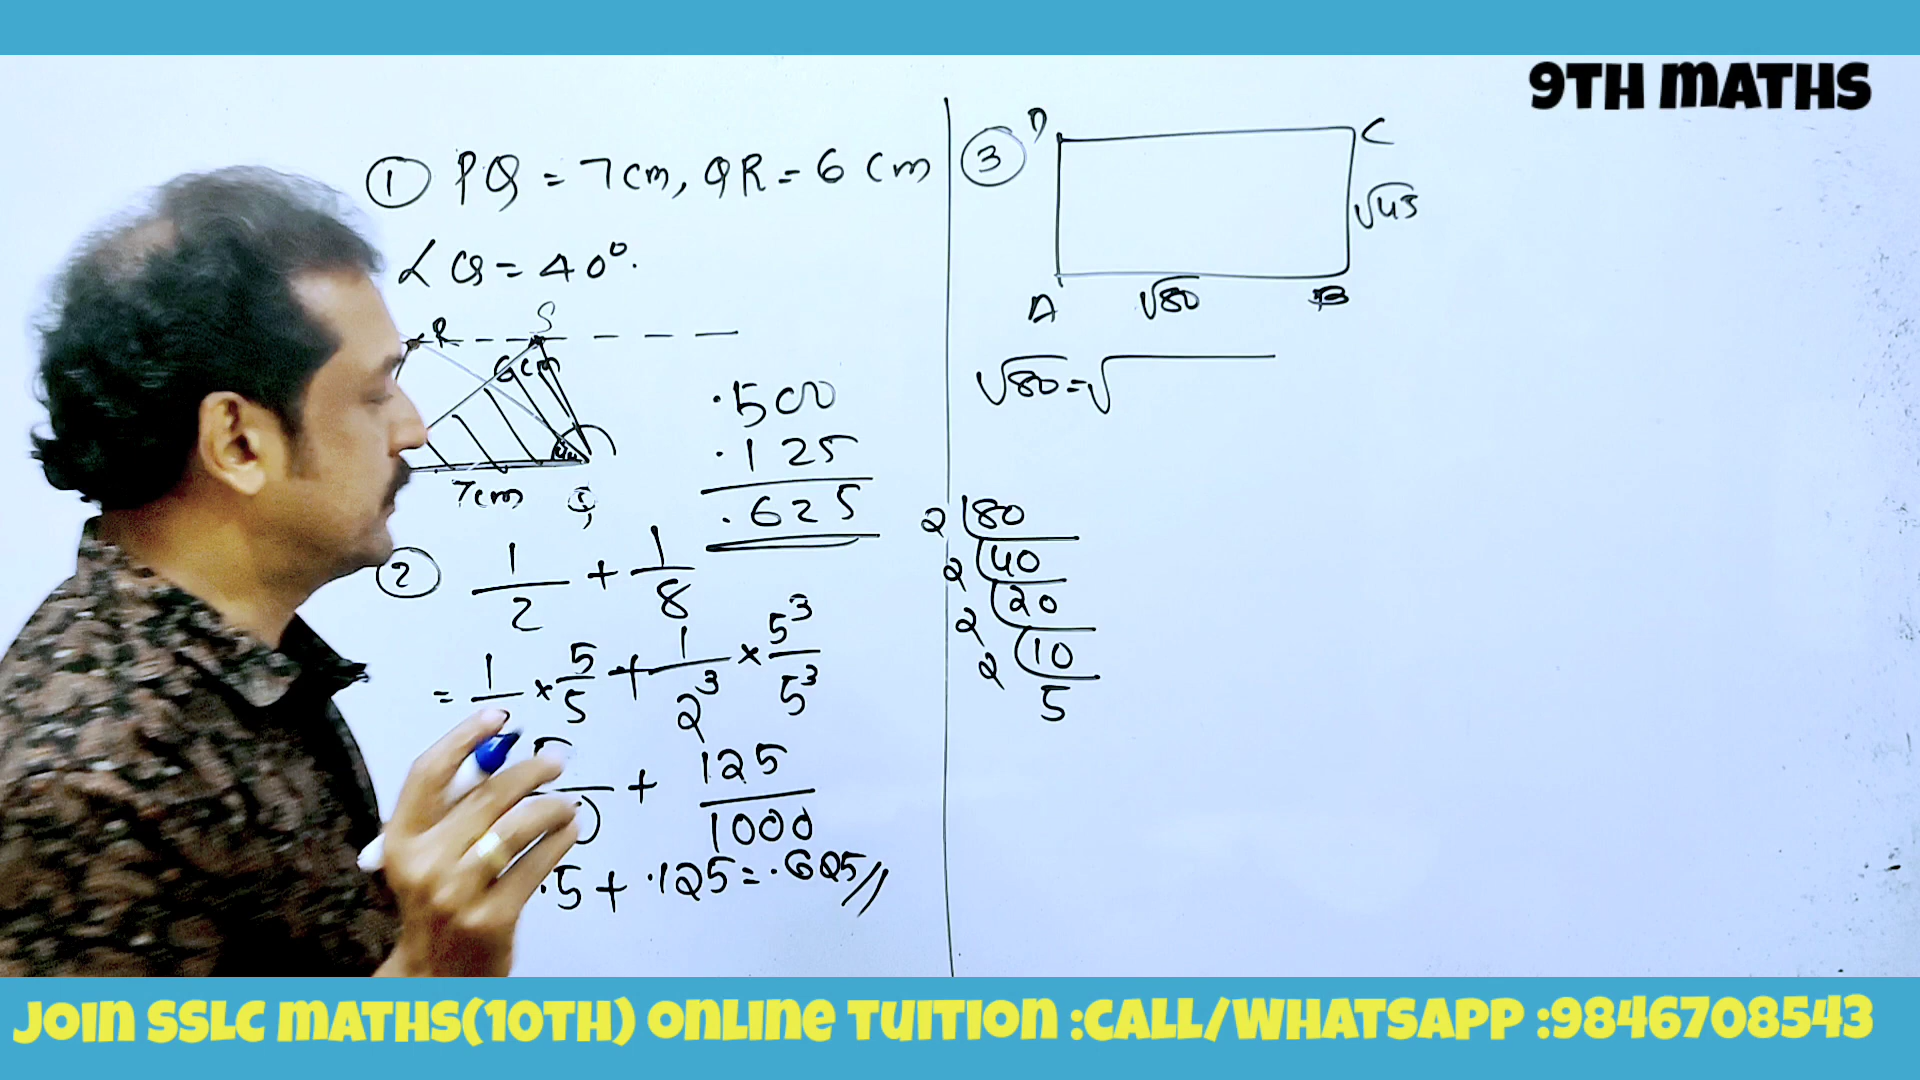 9TH MATHS
① PQ = 7cm, QR = 6 cm
∠Q = 40°.
R S
6cm
7cm Q
.500
.125
.625
② 1/2 + 1/8
= 1/ × 5/5 + 1/2³ × 5³/5³
+ 125/1000
.5 + .125 = .625//
③ D C
√45
A √80 B
√80 = √
2 | 80
2 | 40
2 | 20
2 | 10
5
JOIN SSLC MATHS(10TH) ONLINE TUITION :CALL/WHATSAPP :9846708543